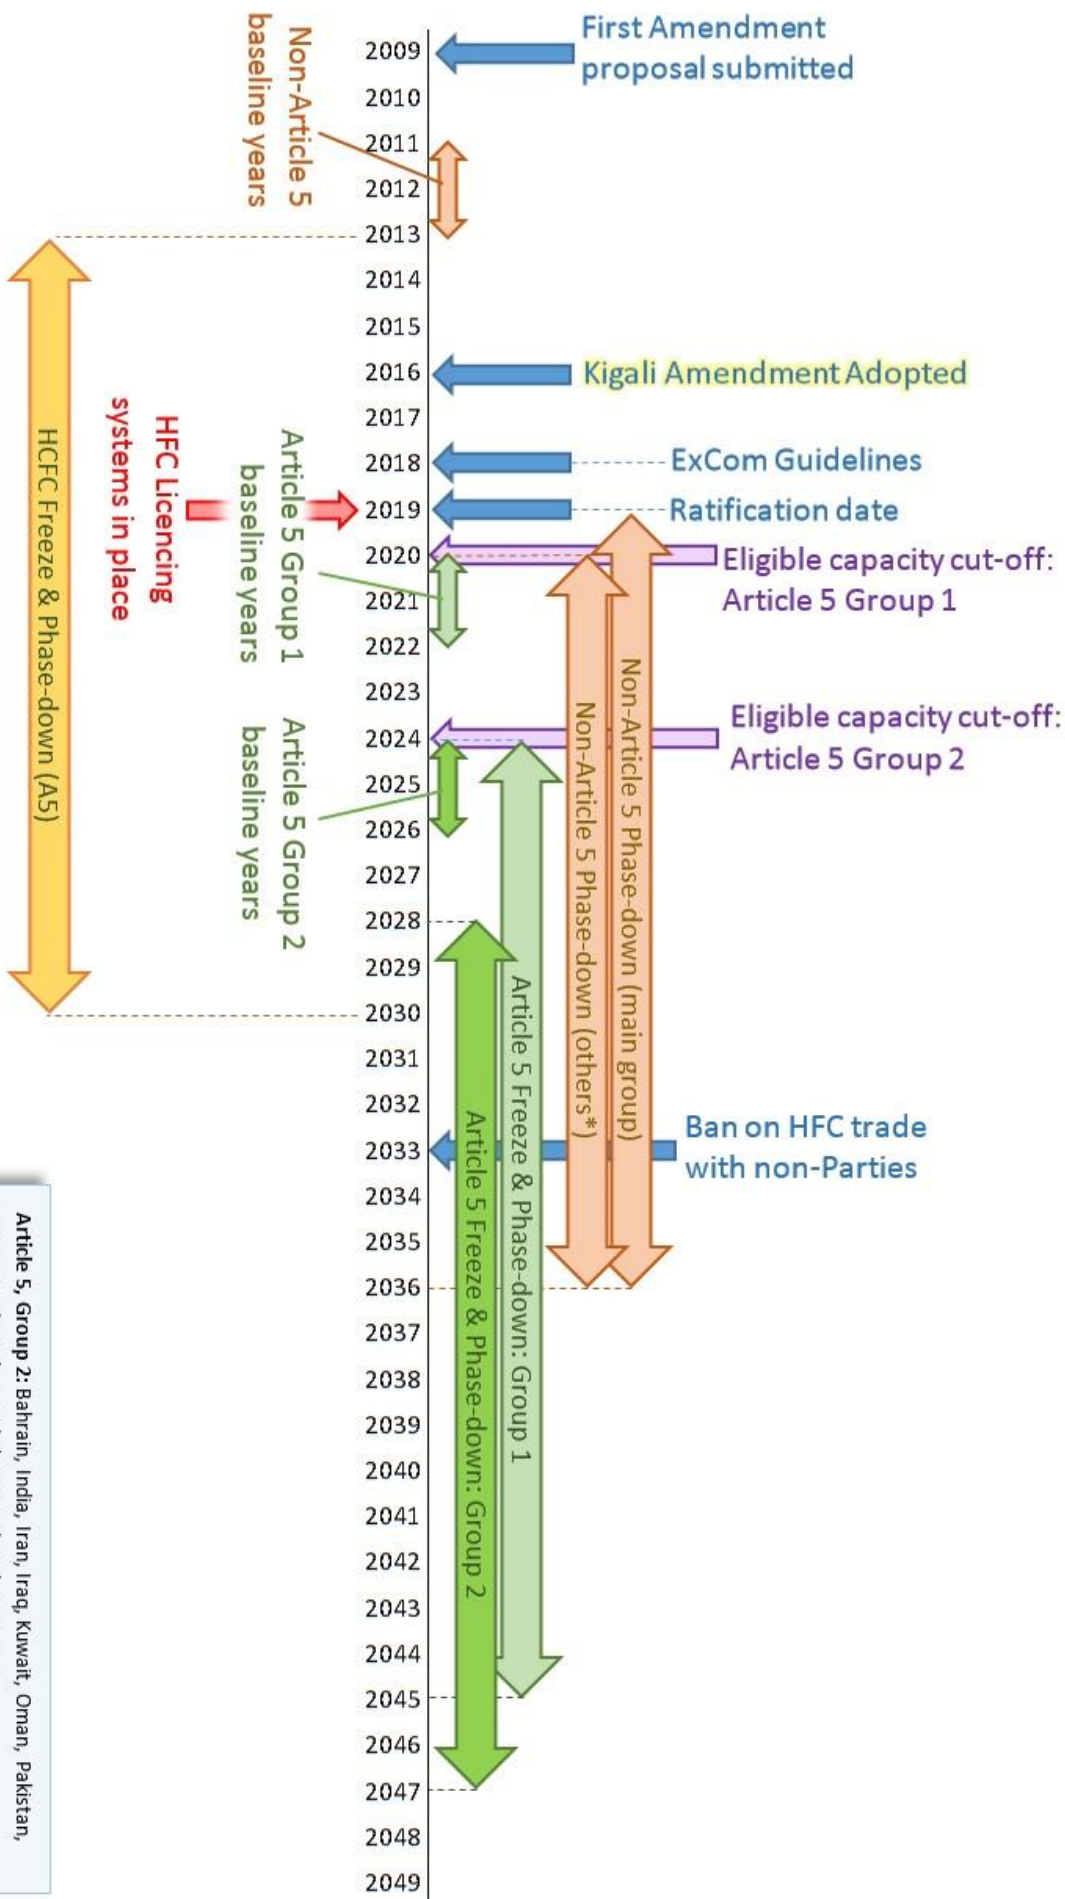 First Amendment
proposal submitted
Non-Article 5
baseline years
2009
2010
2011
2012
2013
2014
2015
2016
2017
2018
2019
2020
2021
2022
2023
2024
2025
2026
2027
2028
2029
2030
2031
2032
2033
2034
2035
2036
2037
2038
2039
2040
2041
2042
2043
2044
2045
2046
2047
2048
2049
Kigali Amendment Adopted
ExCom Guidelines
Ratification date
Eligible capacity cut-off:
Article 5 Group 1
Eligible capacity cut-off:
Article 5 Group 2
Ban on HFC trade
with non-Parties
HFC Licencing
systems in place
Article 5 Group 1
baseline years
Article 5 Group 2
baseline years
HCFC Freeze & Phase-down (A5)
Non-Article 5 Phase-down (main group)
Non-Article 5 Phase-down (others*)
Article 5 Freeze & Phase-down: Group 1
Article 5 Freeze & Phase-down: Group 2
Article 5, Group 2: Bahrain, India, Iran, Iraq, Kuwait, Oman, Pakistan,